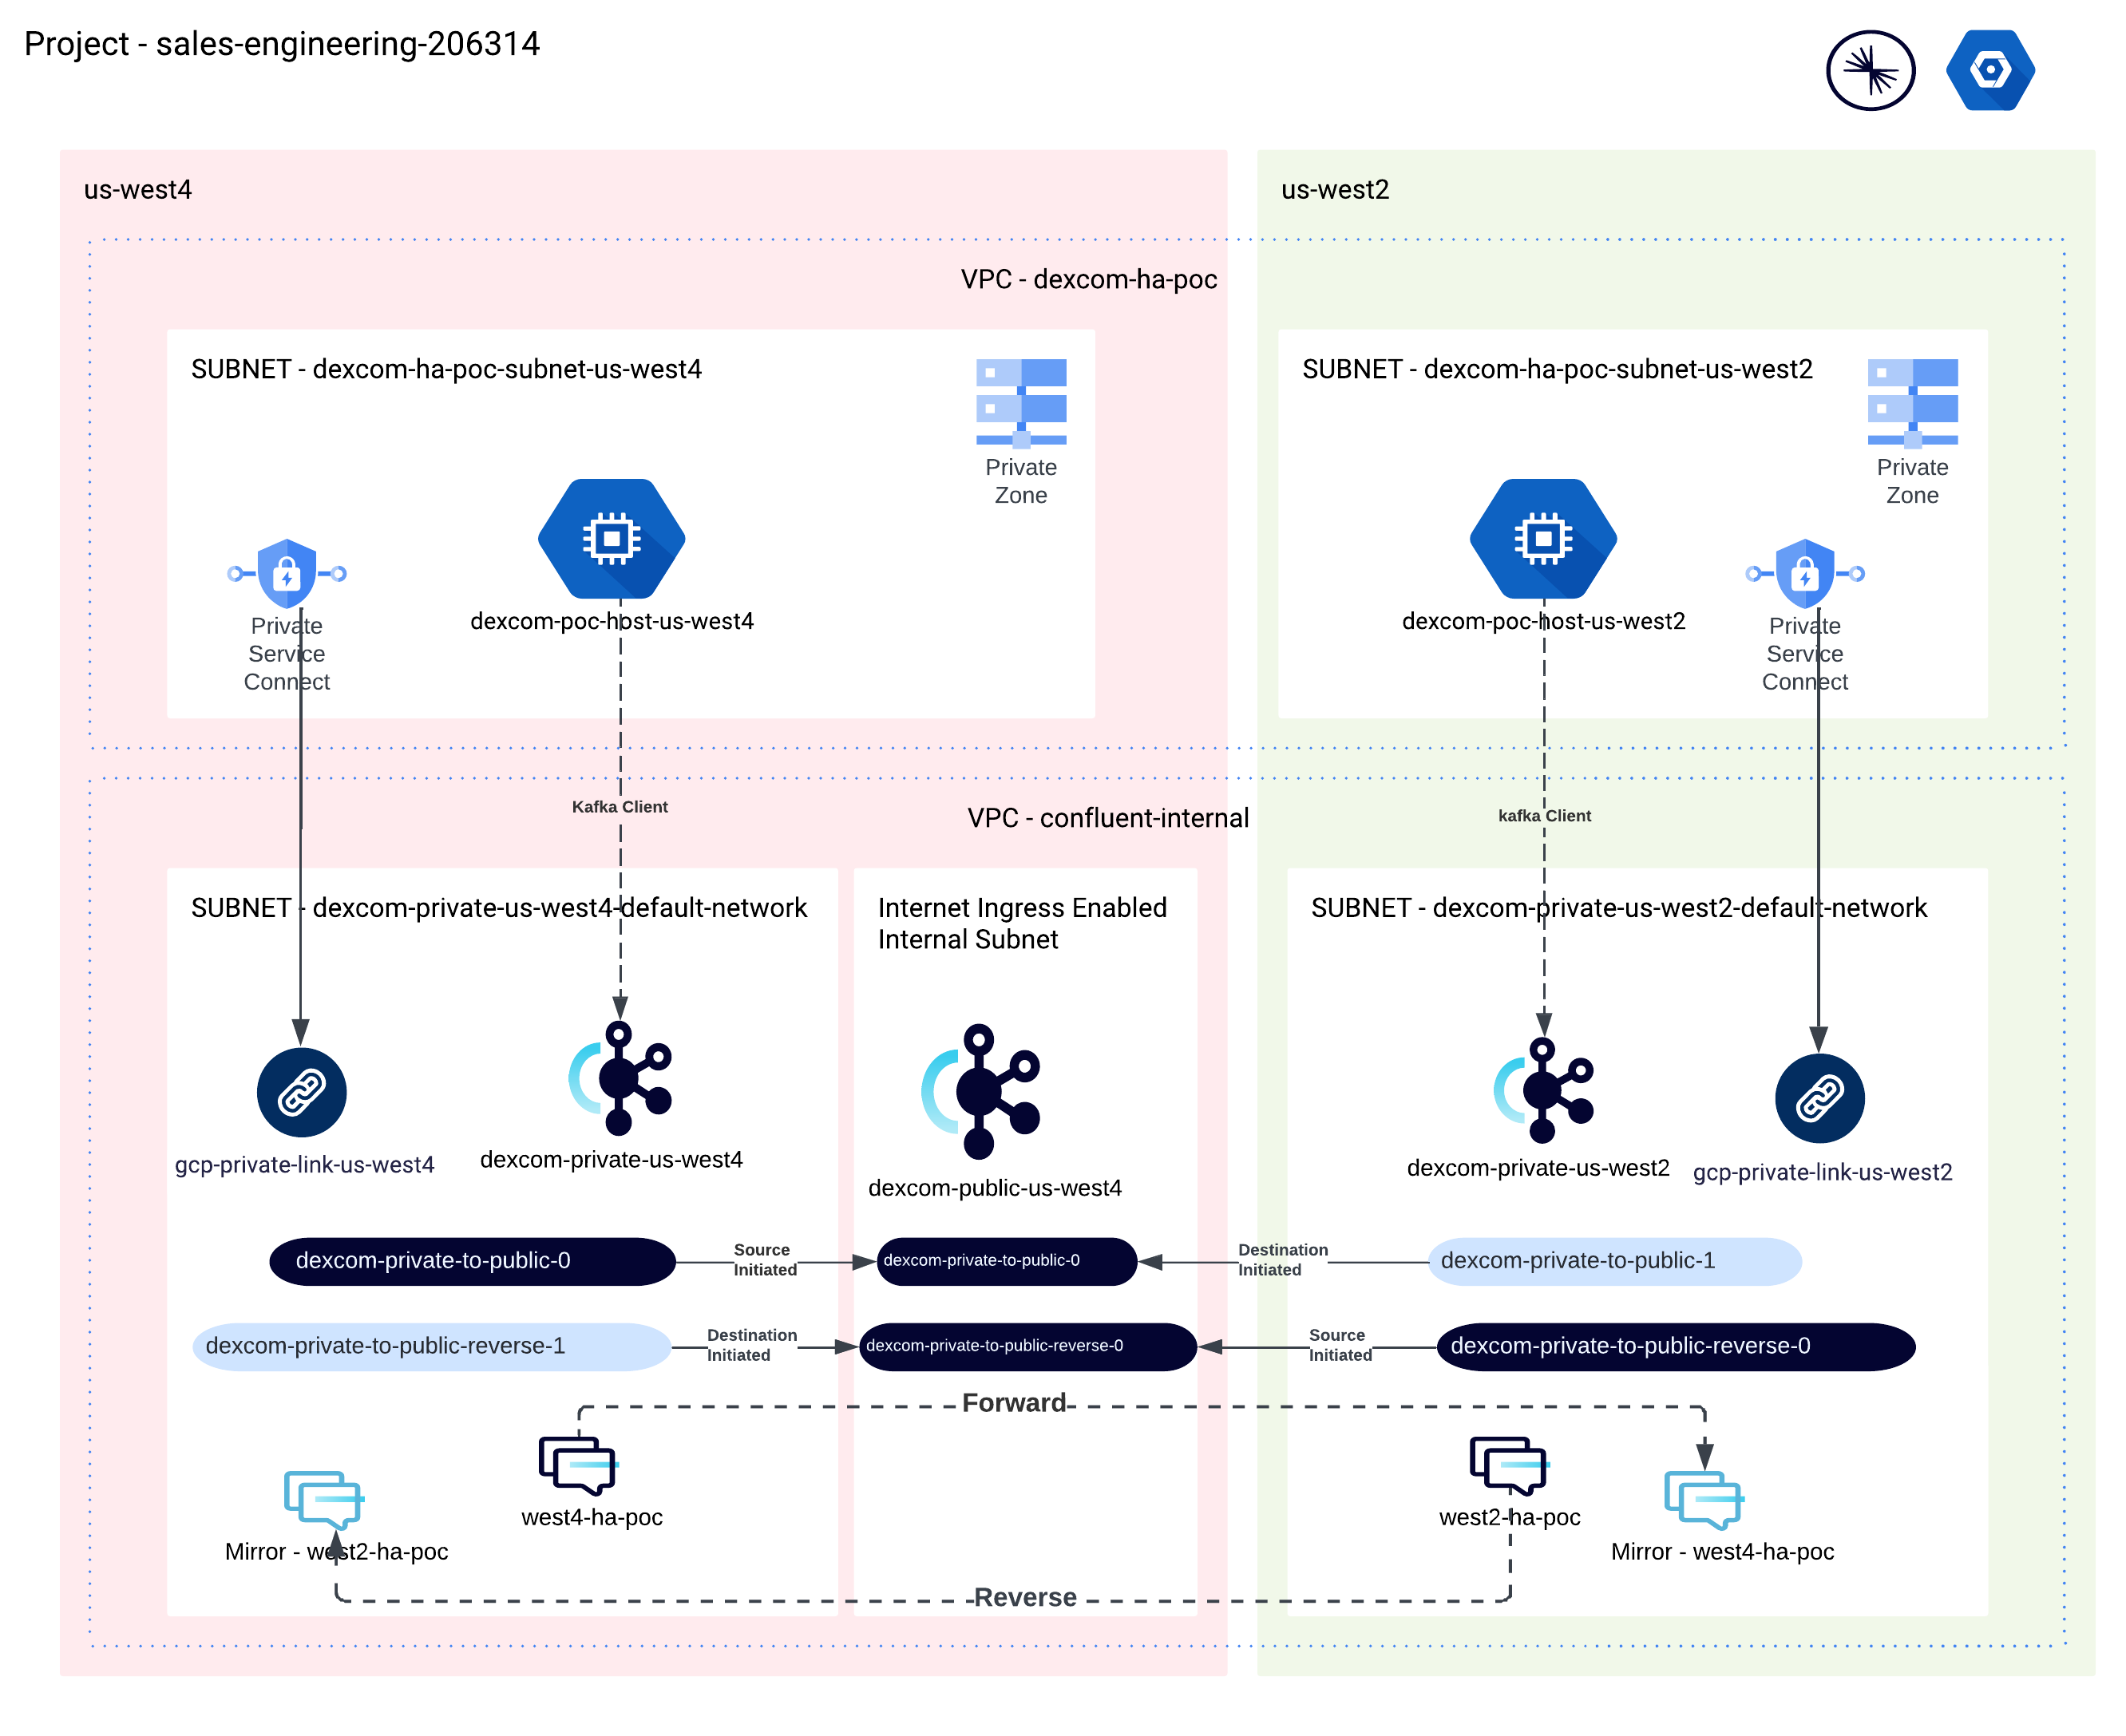 Project - sales-engineering-206314
us-west4
us-west2
VPC - dexcom-ha-poc
SUBNET - dexcom-ha-poc-subnet-us-west4
Private
Zone
Private
Service
Connect
dexcom-poc-host-us-west4
SUBNET - dexcom-ha-poc-subnet-us-west2
Private
Zone
dexcom-poc-host-us-west2
Private
Service
Connect
Kafka Client
VPC - confluent-internal
kafka Client
SUBNET - dexcom-private-us-west4-default-network
Internet Ingress Enabled
Internal Subnet
SUBNET - dexcom-private-us-west2-default-network
gcp-private-link-us-west4
dexcom-private-us-west4
dexcom-public-us-west4
dexcom-private-us-west2
gcp-private-link-us-west2
dexcom-private-to-public-0
Source
Initiated
dexcom-private-to-public-0
Destination
Initiated
dexcom-private-to-public-1
dexcom-private-to-public-reverse-1
Destination
Initiated
dexcom-private-to-public-reverse-0
Source
Initiated
dexcom-private-to-public-reverse-0
Forward
west4-ha-poc
Mirror - west2-ha-poc
west2-ha-poc
Mirror - west4-ha-poc
Reverse